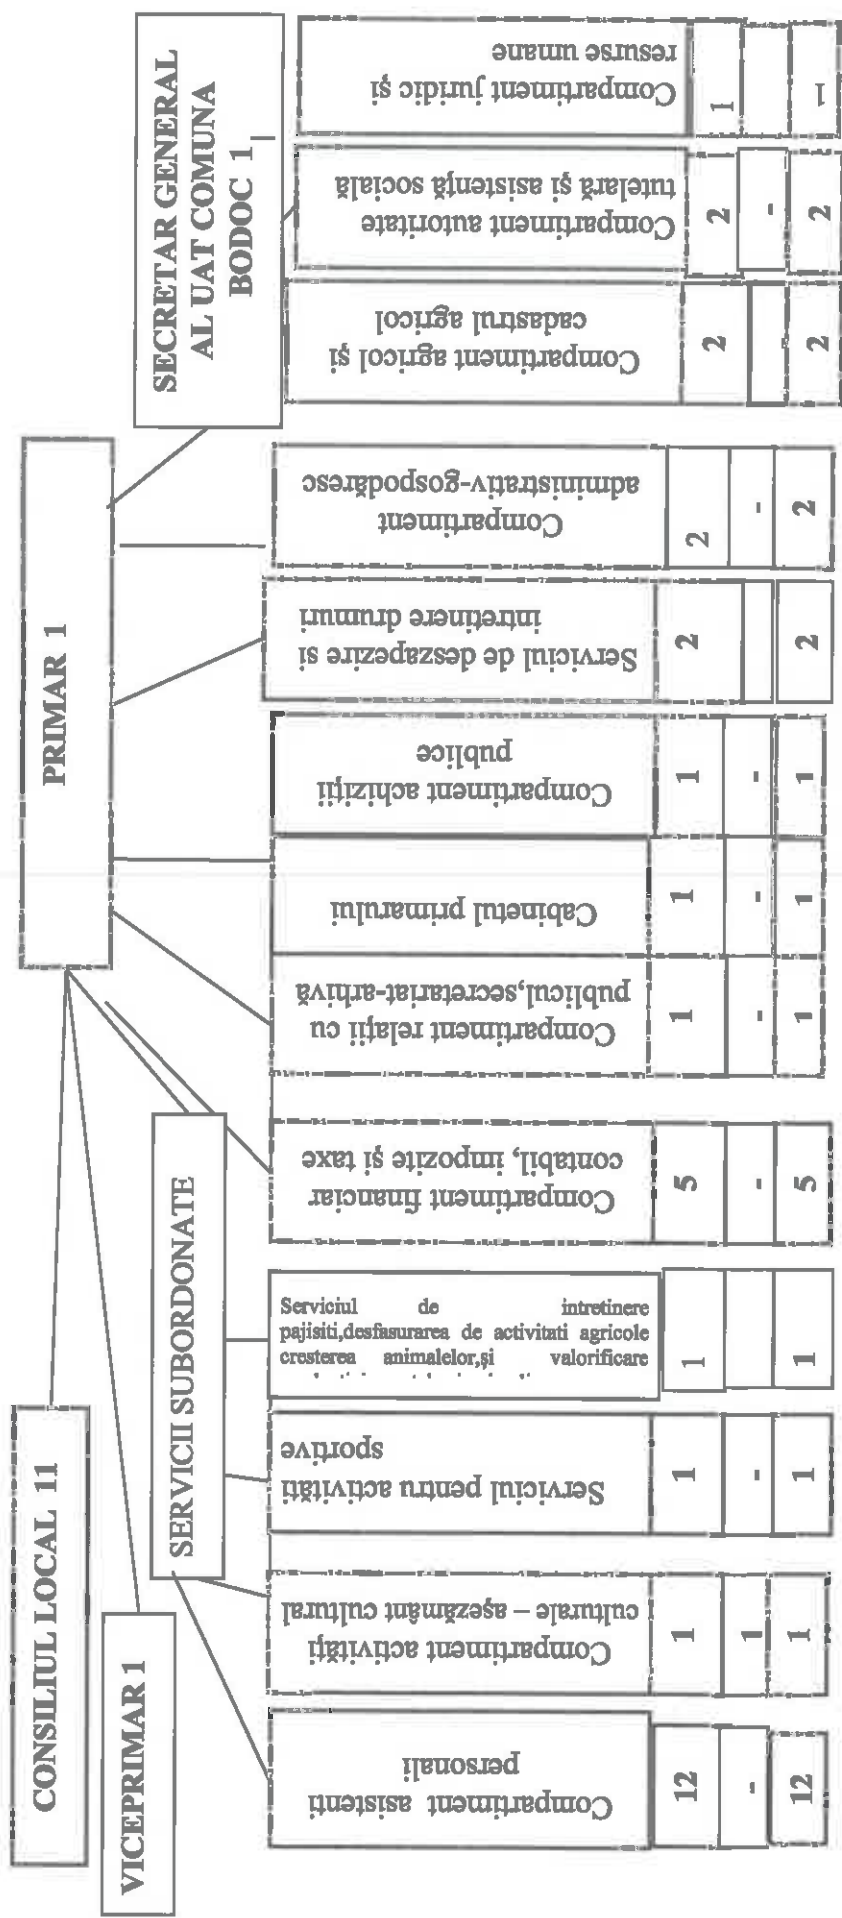 CONSILIUL LOCAL 11
PRIMAR 1
VICEPRIMAR 1
SERVICII SUBORDONATE
SECRETAR GENERAL
AL UAT COMUNA
BODOC 1
Compartiment asistenti
personali
12
-
12
Compartiment activităţi
culturale – aşezământ cultural
1
1
1
Serviciul pentru activităti
sportive
1
-
1
Serviciul de intretinere
pajisiti,desfasurarea de activitati agricole
cresterea animalelor,şi valorificare
1
1
Compartiment financiar
contabil, impozite şi taxe
5
-
5
Compartiment relaţii cu
publicul,secretariat-arhivă
1
-
1
Cabinetul primarului
1
-
1
Compartiment achiziţii
publice
1
-
1
Serviciul de deszapezire si
intreţinere drumuri
2
2
Compartiment
administrativ-gospodăresc
2
-
2
Compartiment agricol şi
cadastrul agricol
2
-
2
Compartiment autoritate
tutelară şi asistenţă socială
2
-
2
Compartiment juridic şi
resurse umane
1
1